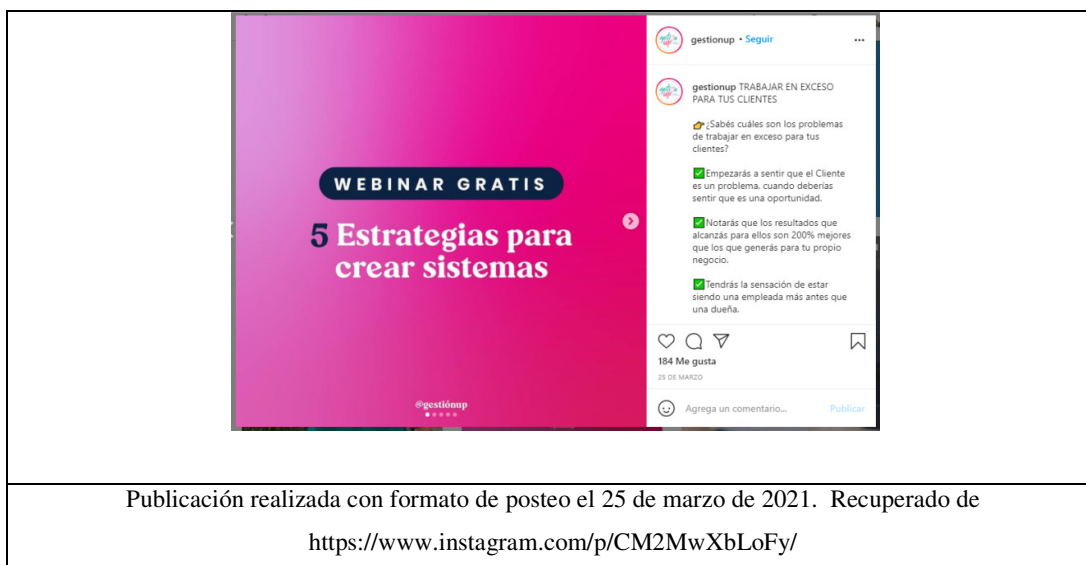 WEBINAR GRATIS
5 Estrategias para
crear sistemas
@gestiónup
gestionup • Seguir
gestionup TRABAJAR EN EXCESO
PARA TUS CLIENTES
👉¿Sabés cuáles son los problemas
de trabajar en exceso para tus
clientes?
✅Empezarás a sentir que el Cliente
es un problema, cuando deberías
sentir que es una oportunidad.
✅Notarás que los resultados que
alcanzás para ellos son 200% mejores
que los que generás para tu propio
negocio.
✅Tendrás la sensación de estar
siendo una empleada más antes que
una dueña.
184 Me gusta
25 DE MARZO
Agrega un comentario...
Publicar
Publicación realizada con formato de posteo el 25 de marzo de 2021. Recuperado de
https://www.instagram.com/p/CM2MwXbLoFy/